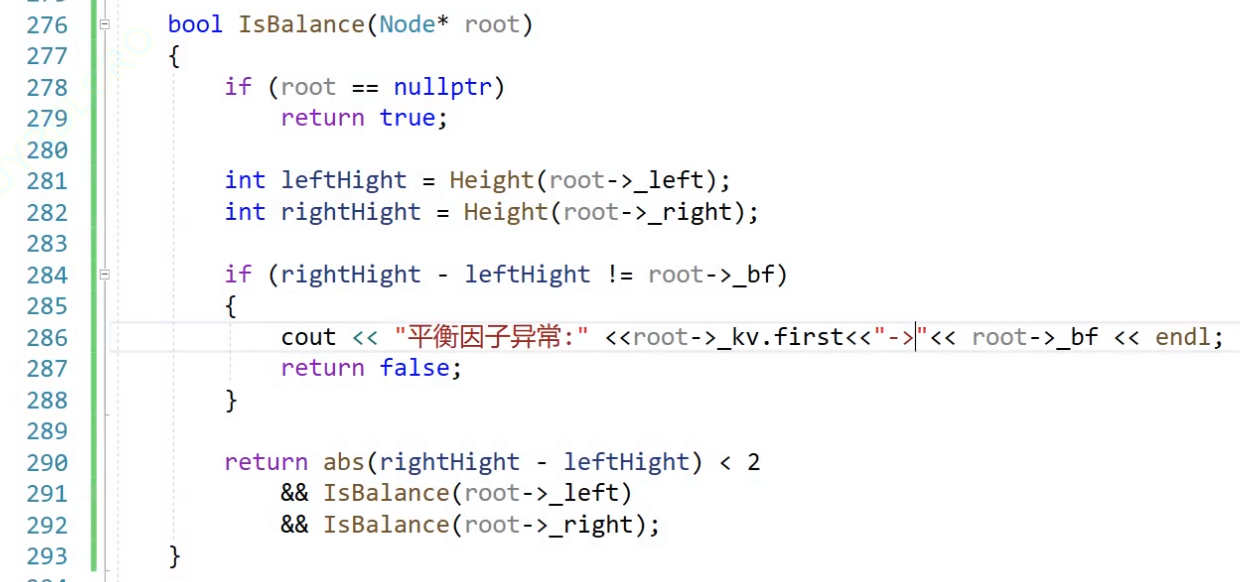 276 bool IsBalance(Node* root)
277 {
278 if (root == nullptr)
279 return true;
280
281 int leftHight = Height(root->_left);
282 int rightHight = Height(root->_right);
283
284 if (rightHight - leftHight != root->_bf)
285 {
286 cout << "平衡因子异常:" <<root->_kv.first<<"->"<< root->_bf << endl;
287 return false;
288 }
289
290 return abs(rightHight - leftHight) < 2
291 && IsBalance(root->_left)
292 && IsBalance(root->_right);
293 }